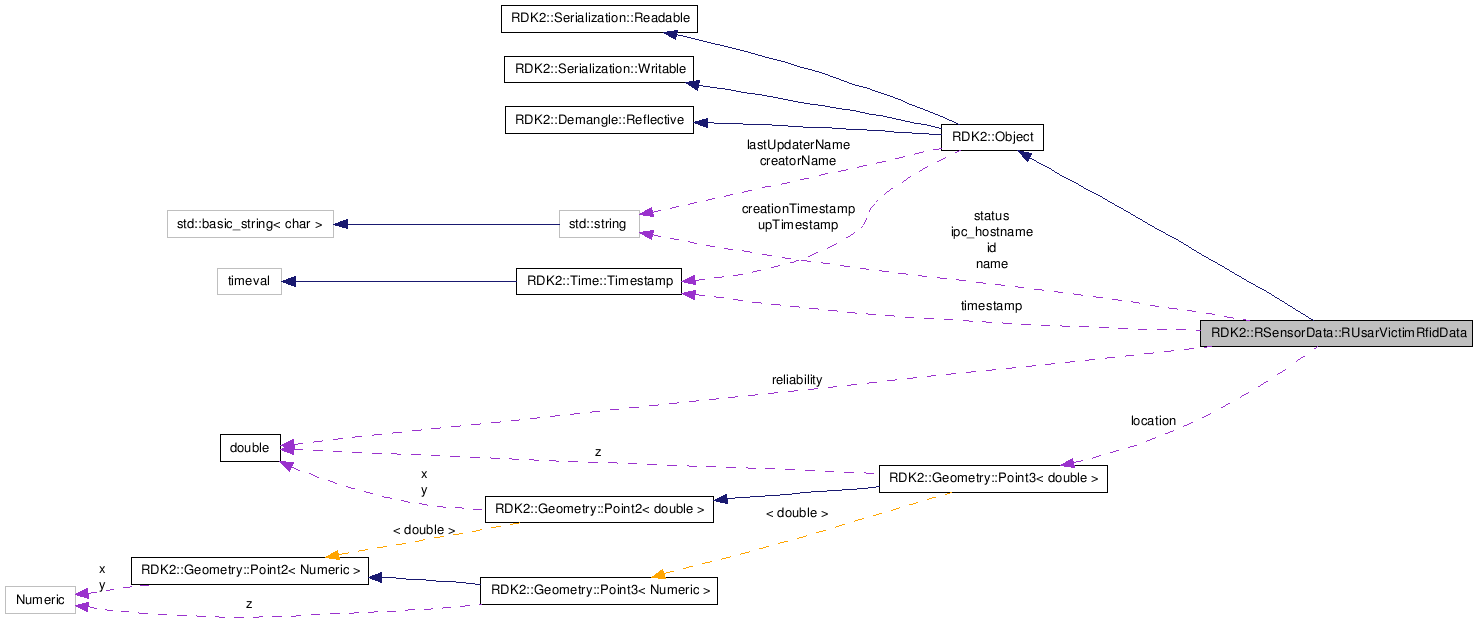 RDK2::Serialization::Readable
RDK2::Serialization::Writable
RDK2::Demangle::Reflective
RDK2::Object
lastUpdaterName
creatorName
std::basic_string< char >
std::string
creationTimestamp
upTimestamp
status
ipc_hostname
id
name
timeval
RDK2::Time::Timestamp
timestamp
RDK2::RSensorData::RUsarVictimRfidData
reliability
location
double
z
x
y
RDK2::Geometry::Point3< double >
RDK2::Geometry::Point2< double >
< double >
< double >
RDK2::Geometry::Point2< Numeric >
x
y
Numeric
RDK2::Geometry::Point3< Numeric >
z